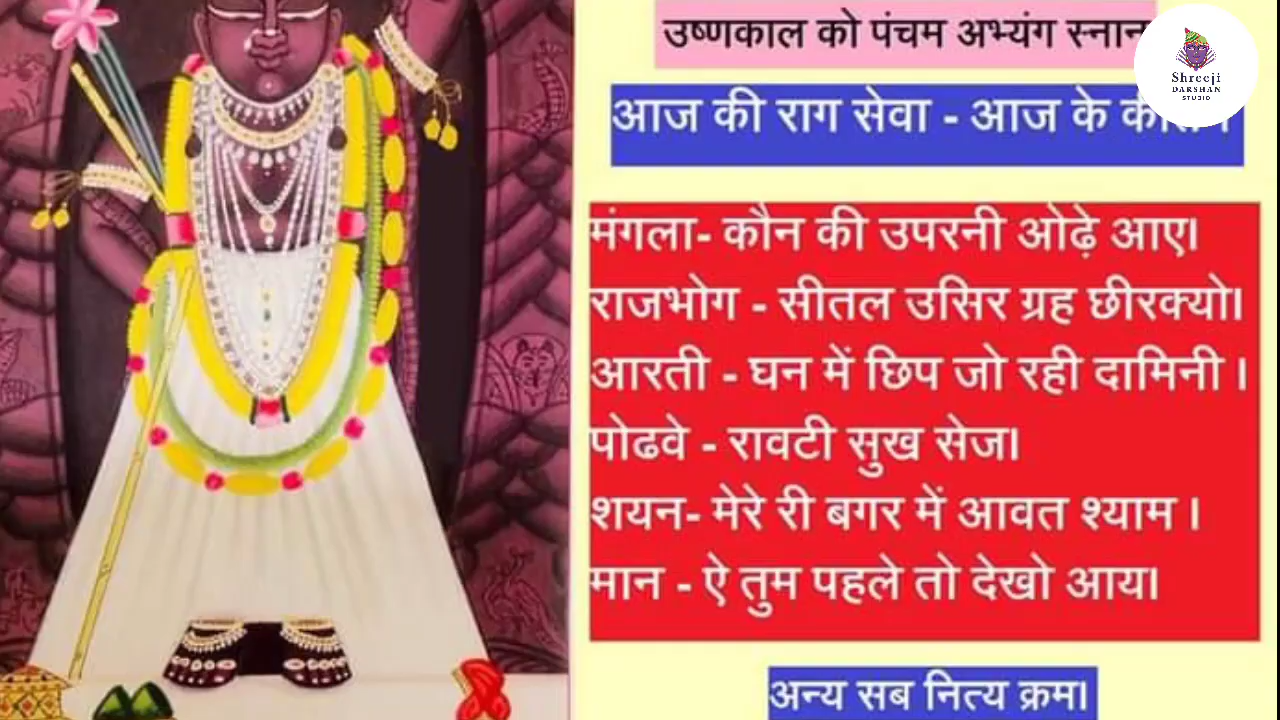 उष्णकाल को पंचम अभ्यंग स्नान
Shreeji
DARSHAN
STUDIO
आज की राग सेवा - आज के
मंगला- कौन की उपरनी ओढ़े आए।
राजभोग - सीतल उसिर ग्रह छीरक्यो।
आरती - घन में छिप जो रही दामिनी ।
पोढवे - रावटी सुख सेज।
शयन- मेरे री बगर में आवत श्याम ।
मान - ऐ तुम पहले तो देखो आय।
अन्य सब नित्य क्रम।